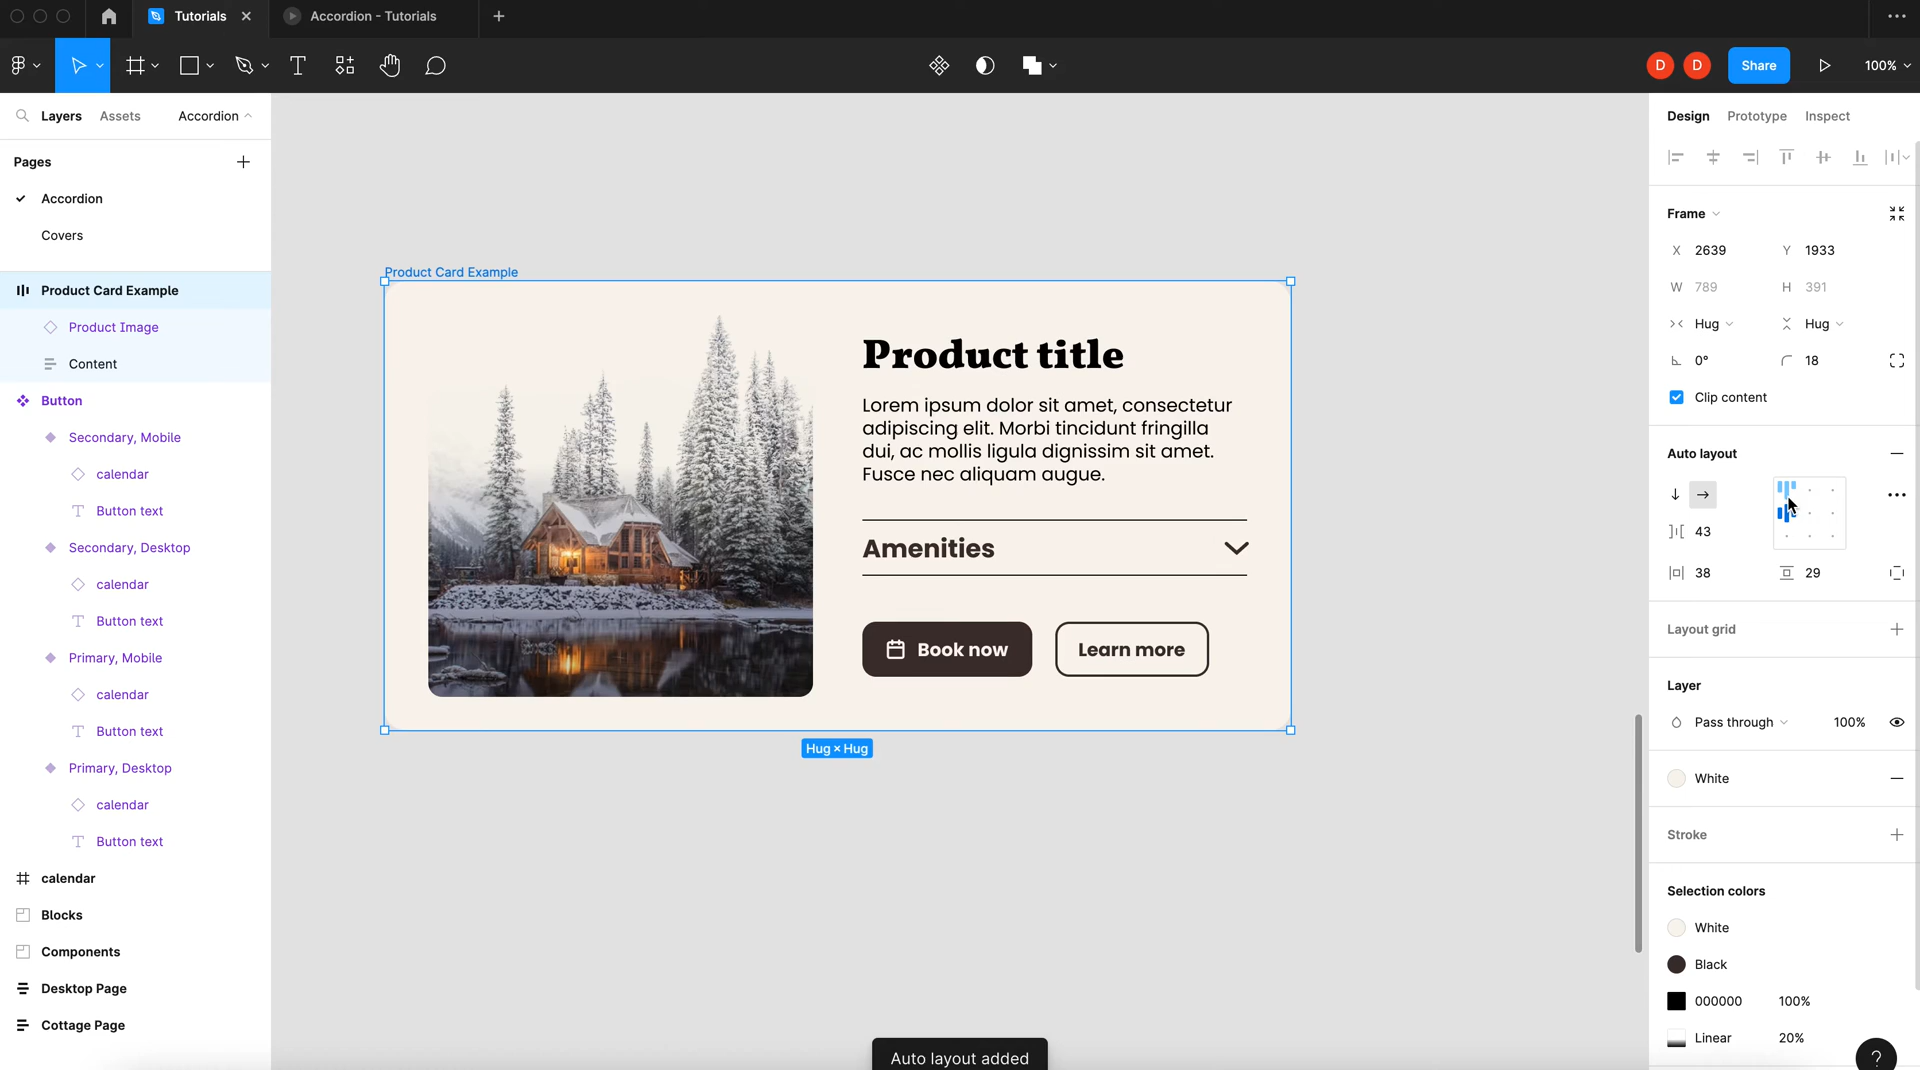 Tutorials
Accordion - Tutorials
D
D
Share
100%
Layers
Assets
Accordion
Pages
Accordion
Covers
Product Card Example
Product Image
Content
Button
Secondary, Mobile
calendar
Button text
Secondary, Desktop
calendar
Button text
Primary, Mobile
calendar
Button text
Primary, Desktop
calendar
Button text
calendar
Blocks
Components
Desktop Page
Cottage Page
Product Card Example
Product title
Lorem ipsum dolor sit amet, consectetur
adipiscing elit. Morbi tincidunt fringilla
dui, ac mollis ligula dignissim sit amet.
Fusce nec aliquam augue.
Amenities
Book now
Learn more
Hug × Hug
Auto layout added
Design
Prototype
Inspect
Frame
X 2639
Y 1933
W 789
H 391
Hug
Hug
0°
18
Clip content
Auto layout
43
38
29
Layout grid
Layer
Pass through
100%
White
Stroke
Selection colors
White
Black
000000 100%
Linear 20%
?